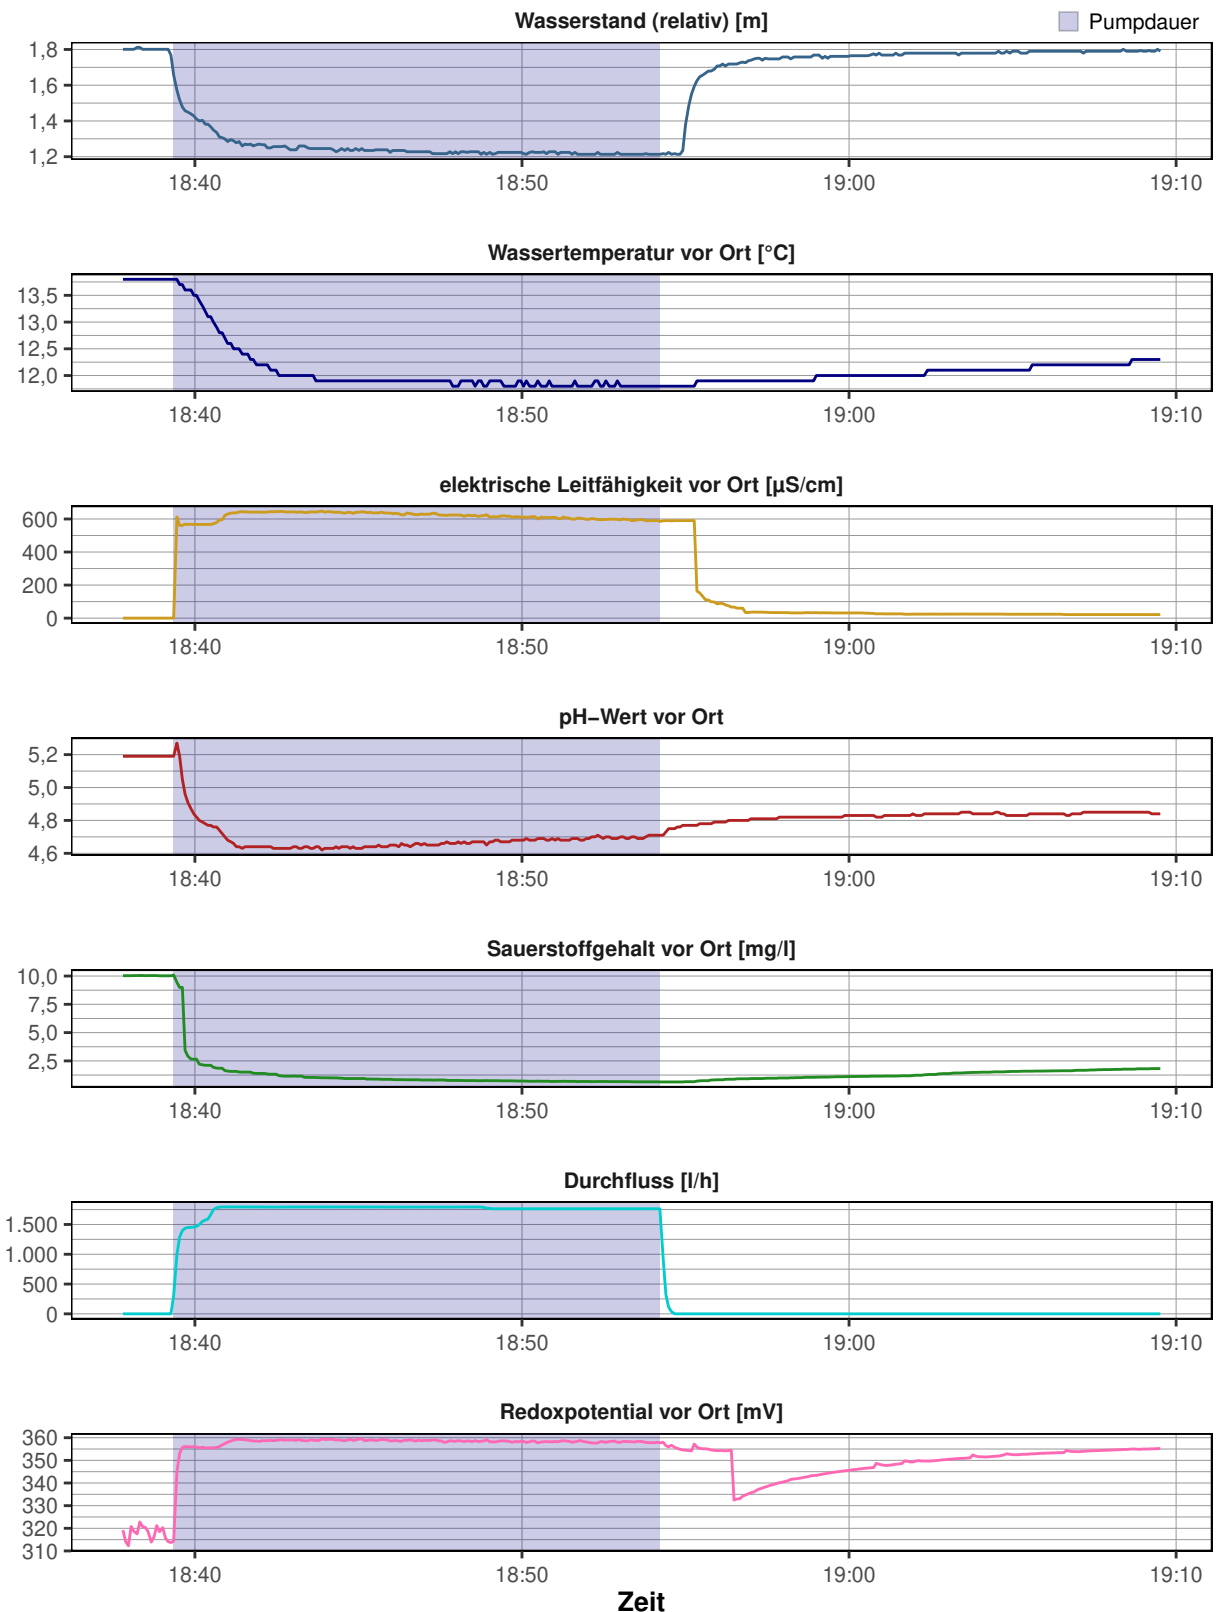 Wasserstand (relativ) [m]
Pumpdauer
1,8
1,6
1,4
1,2
18:40 18:50 19:00 19:10
Wassertemperatur vor Ort [°C]
13,5
13,0
12,5
12,0
18:40 18:50 19:00 19:10
elektrische Leitfähigkeit vor Ort [µS/cm]
600
400
200
0
18:40 18:50 19:00 19:10
pH−Wert vor Ort
5,2
5,0
4,8
4,6
18:40 18:50 19:00 19:10
Sauerstoffgehalt vor Ort [mg/l]
10,0
7,5
5,0
2,5
18:40 18:50 19:00 19:10
Durchfluss [l/h]
1.500
1.000
500
0
18:40 18:50 19:00 19:10
Redoxpotential vor Ort [mV]
360
350
340
330
320
310
18:40 18:50 19:00 19:10
Zeit